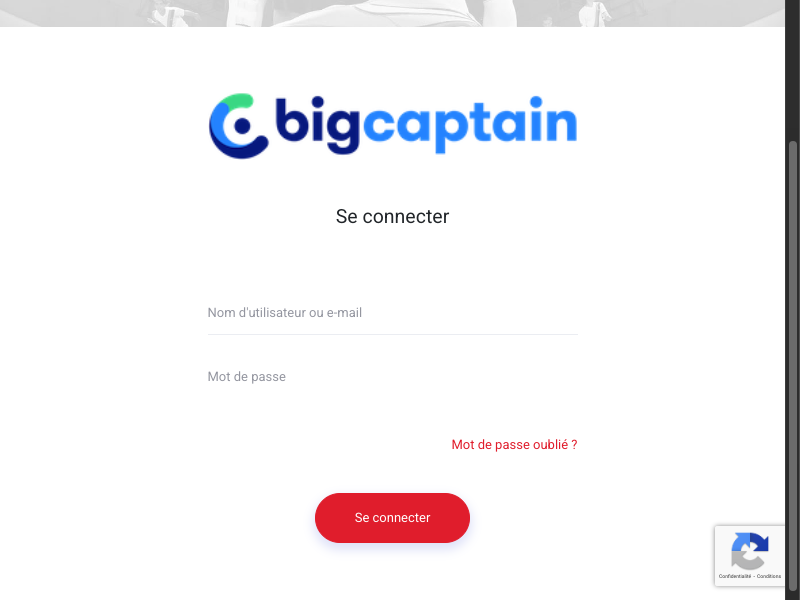 bigcaptain
Se connecter
Nom d'utilisateur ou e-mail
Mot de passe
Mot de passe oublié ?
Se connecter
Confidentialité - Conditions